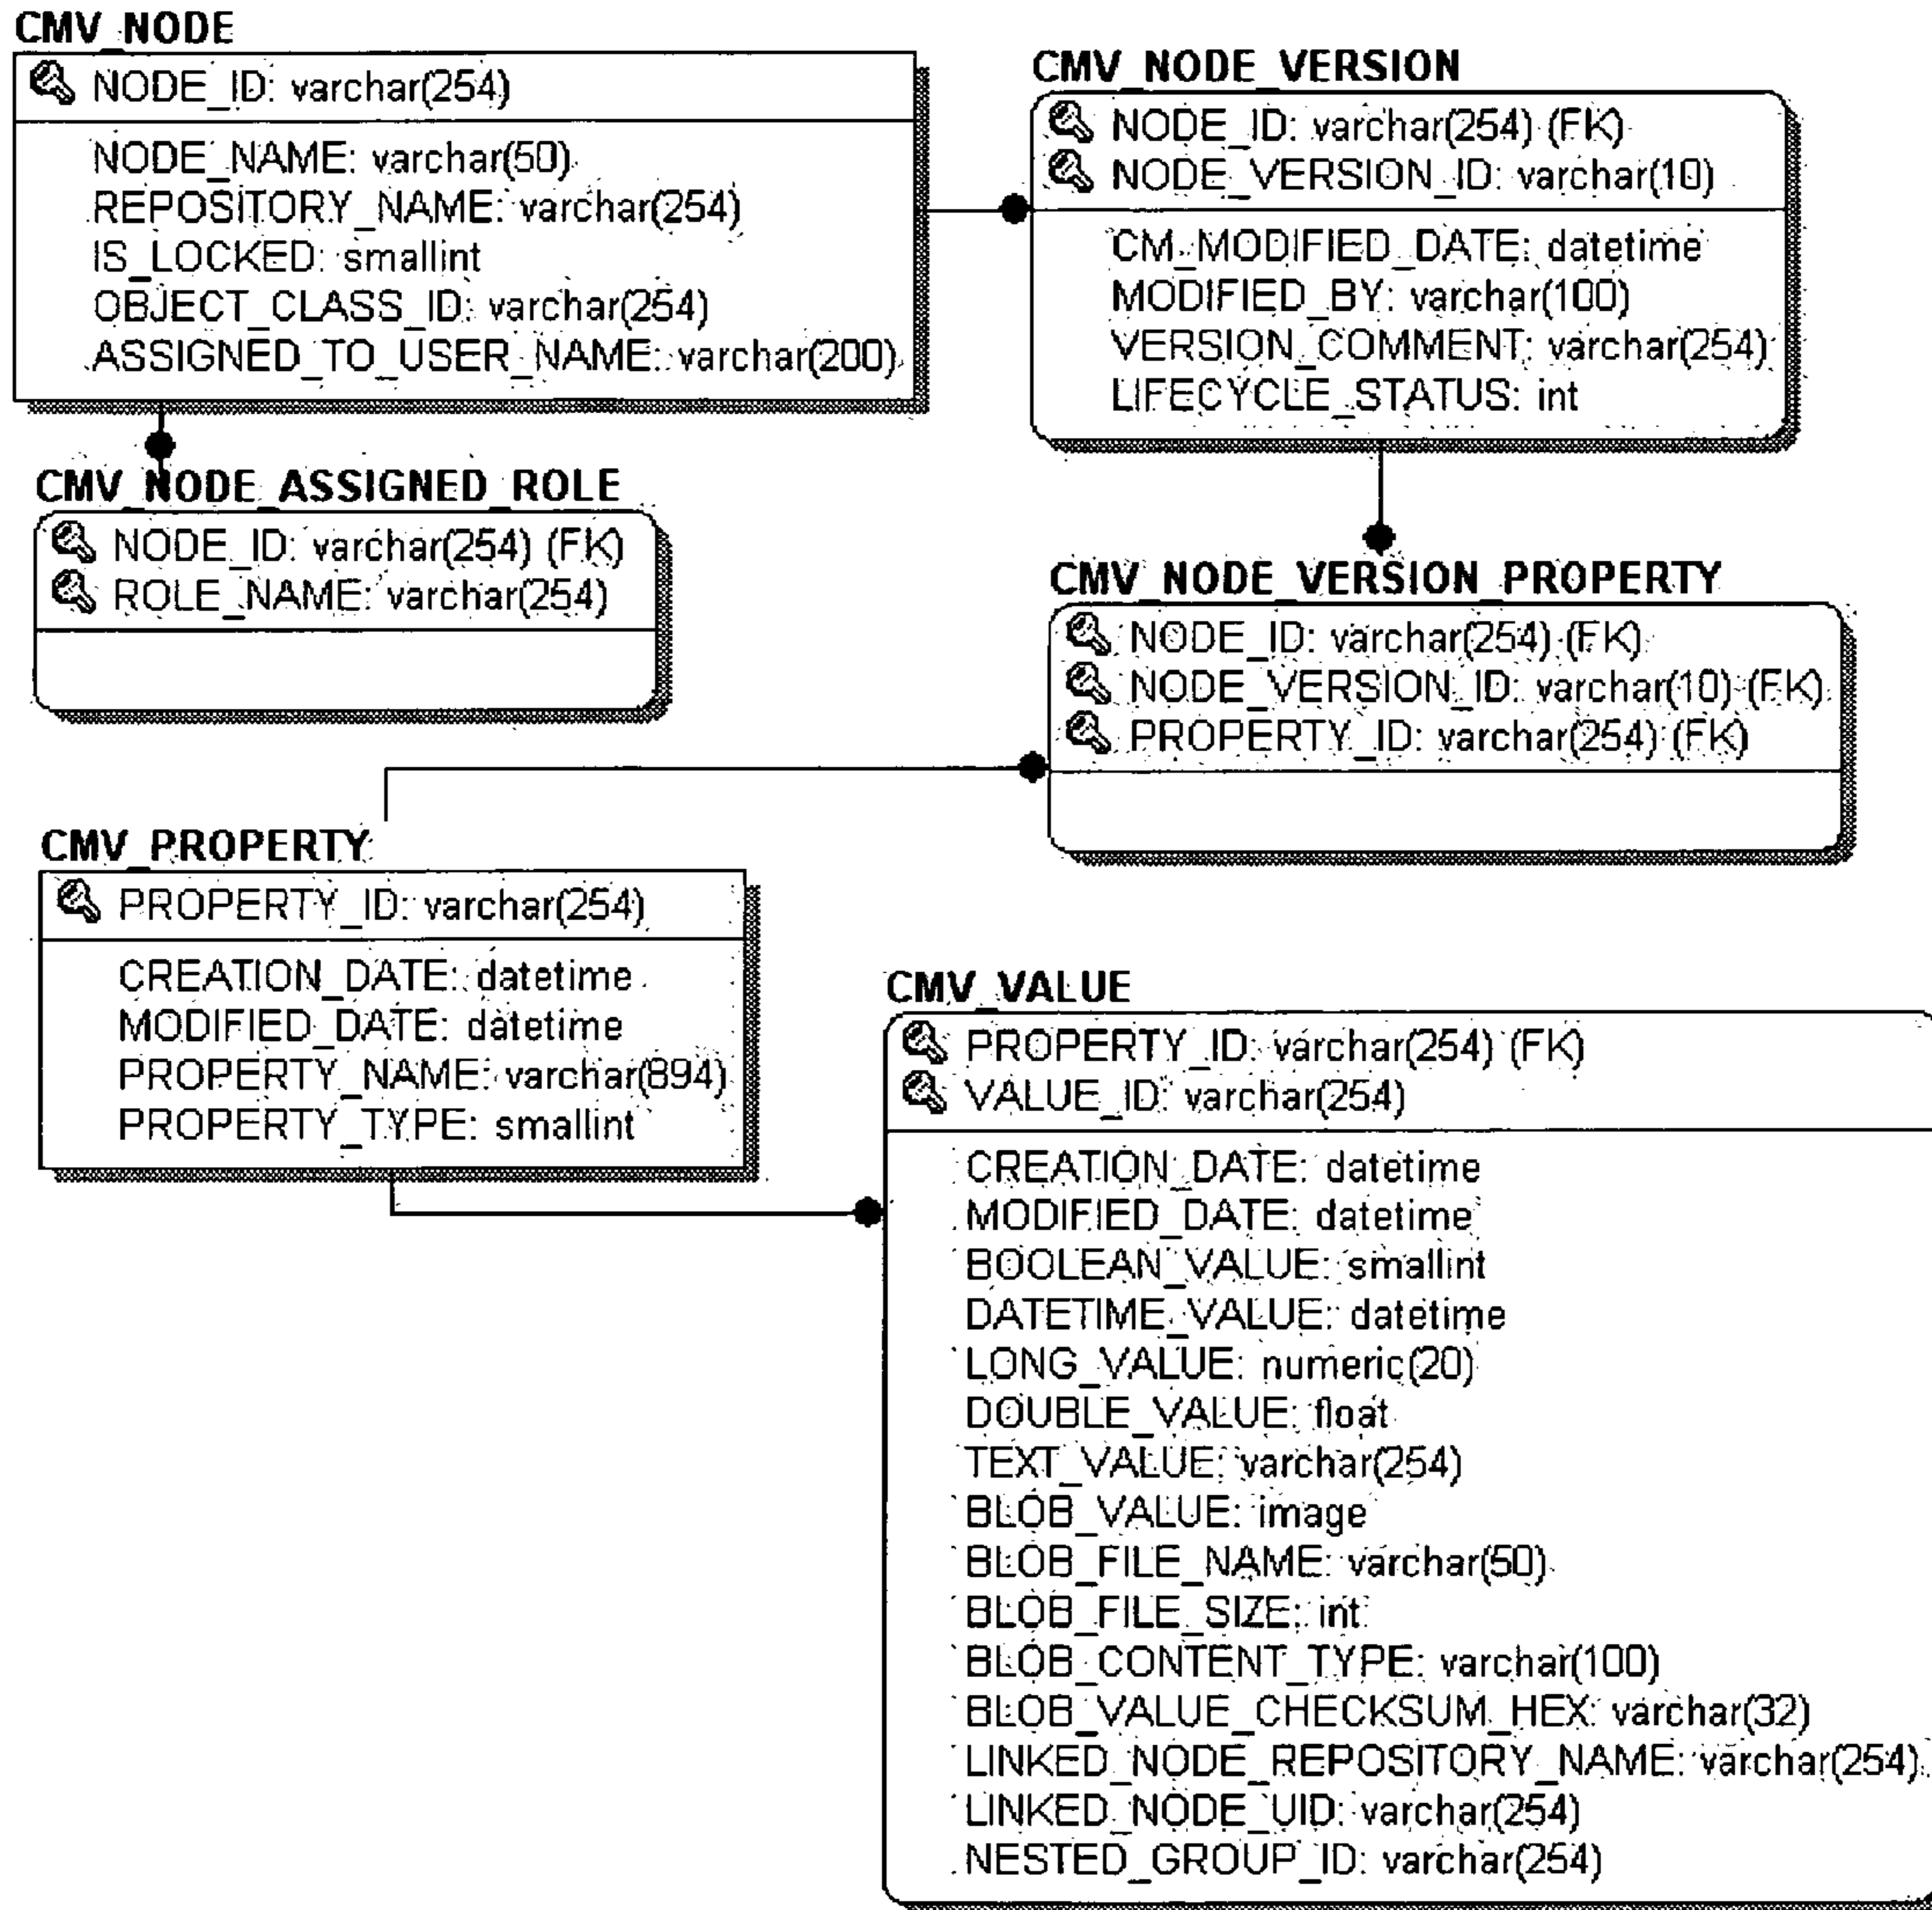 CMV_NODE
NODE_ID: varchar(254)
NODE_NAME: varchar(50)
REPOSITORY_NAME: varchar(254)
IS_LOCKED: smallint
OBJECT_CLASS_ID: varchar(254)
ASSIGNED_TO_USER_NAME: varchar(200)
CMV_NODE_VERSION
NODE_ID: varchar(254) (FK)
NODE_VERSION_ID: varchar(10)
CM_MODIFIED_DATE: datetime
MODIFIED_BY: varchar(100)
VERSION_COMMENT: varchar(254)
LIFECYCLE_STATUS: int
CMV_NODE_ASSIGNED_ROLE
NODE_ID: varchar(254) (FK)
ROLE_NAME: varchar(254)
CMV_NODE_VERSION_PROPERTY
NODE_ID: varchar(254) (FK)
NODE_VERSION_ID: varchar(10) (FK)
PROPERTY_ID: varchar(254) (FK)
CMV_PROPERTY
PROPERTY_ID: varchar(254)
CREATION_DATE: datetime
MODIFIED_DATE: datetime
PROPERTY_NAME: varchar(894)
PROPERTY_TYPE: smallint
CMV_VALUE
PROPERTY_ID: varchar(254) (FK)
VALUE_ID: varchar(254)
CREATION_DATE: datetime
MODIFIED_DATE: datetime
BOOLEAN_VALUE: smallint
DATETIME_VALUE: datetime
LONG_VALUE: numeric(20)
DOUBLE_VALUE: float
TEXT_VALUE: varchar(254)
BLOB_VALUE: image
BLOB_FILE_NAME: varchar(50)
BLOB_FILE_SIZE: int
BLOB_CONTENT_TYPE: varchar(100)
BLOB_VALUE_CHECKSUM_HEX: varchar(32)
LINKED_NODE_REPOSITORY_NAME: varchar(254)
LINKED_NODE_UID: varchar(254)
NESTED_GROUP_ID: varchar(254)